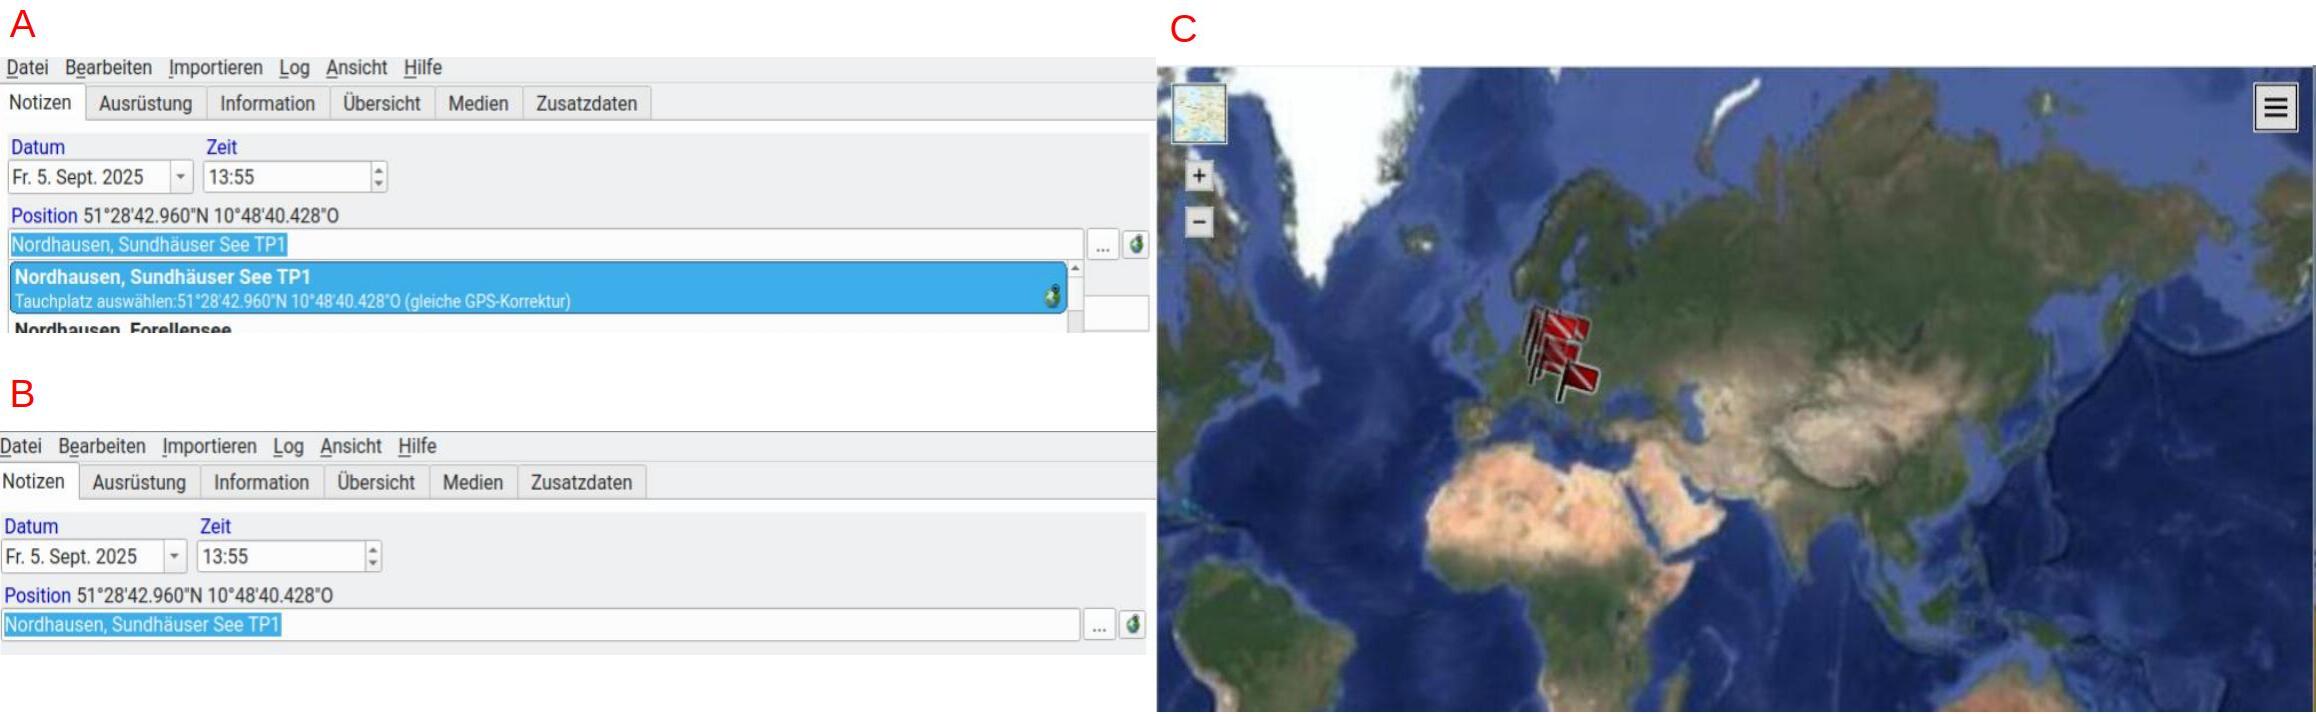 A
Datei Bearbeiten Importieren Log Ansicht Hilfe
Notizen Ausrüstung Information Übersicht Medien Zusatzdaten
Datum Zeit
Fr. 5. Sept. 2025 13:55
Position 51°28'42.960"N 10°48'40.428"O
Nordhausen, Sundhäuser See TP1
...
Nordhausen, Sundhäuser See TP1
Tauchplatz auswählen:51°28'42.960"N 10°48'40.428"O (gleiche GPS-Korrektur)
Nordhausen, Forellensee
B
Datei Bearbeiten Importieren Log Ansicht Hilfe
Notizen Ausrüstung Information Übersicht Medien Zusatzdaten
Datum Zeit
Fr. 5. Sept. 2025 13:55
Position 51°28'42.960"N 10°48'40.428"O
Nordhausen, Sundhäuser See TP1
...
C
+
−